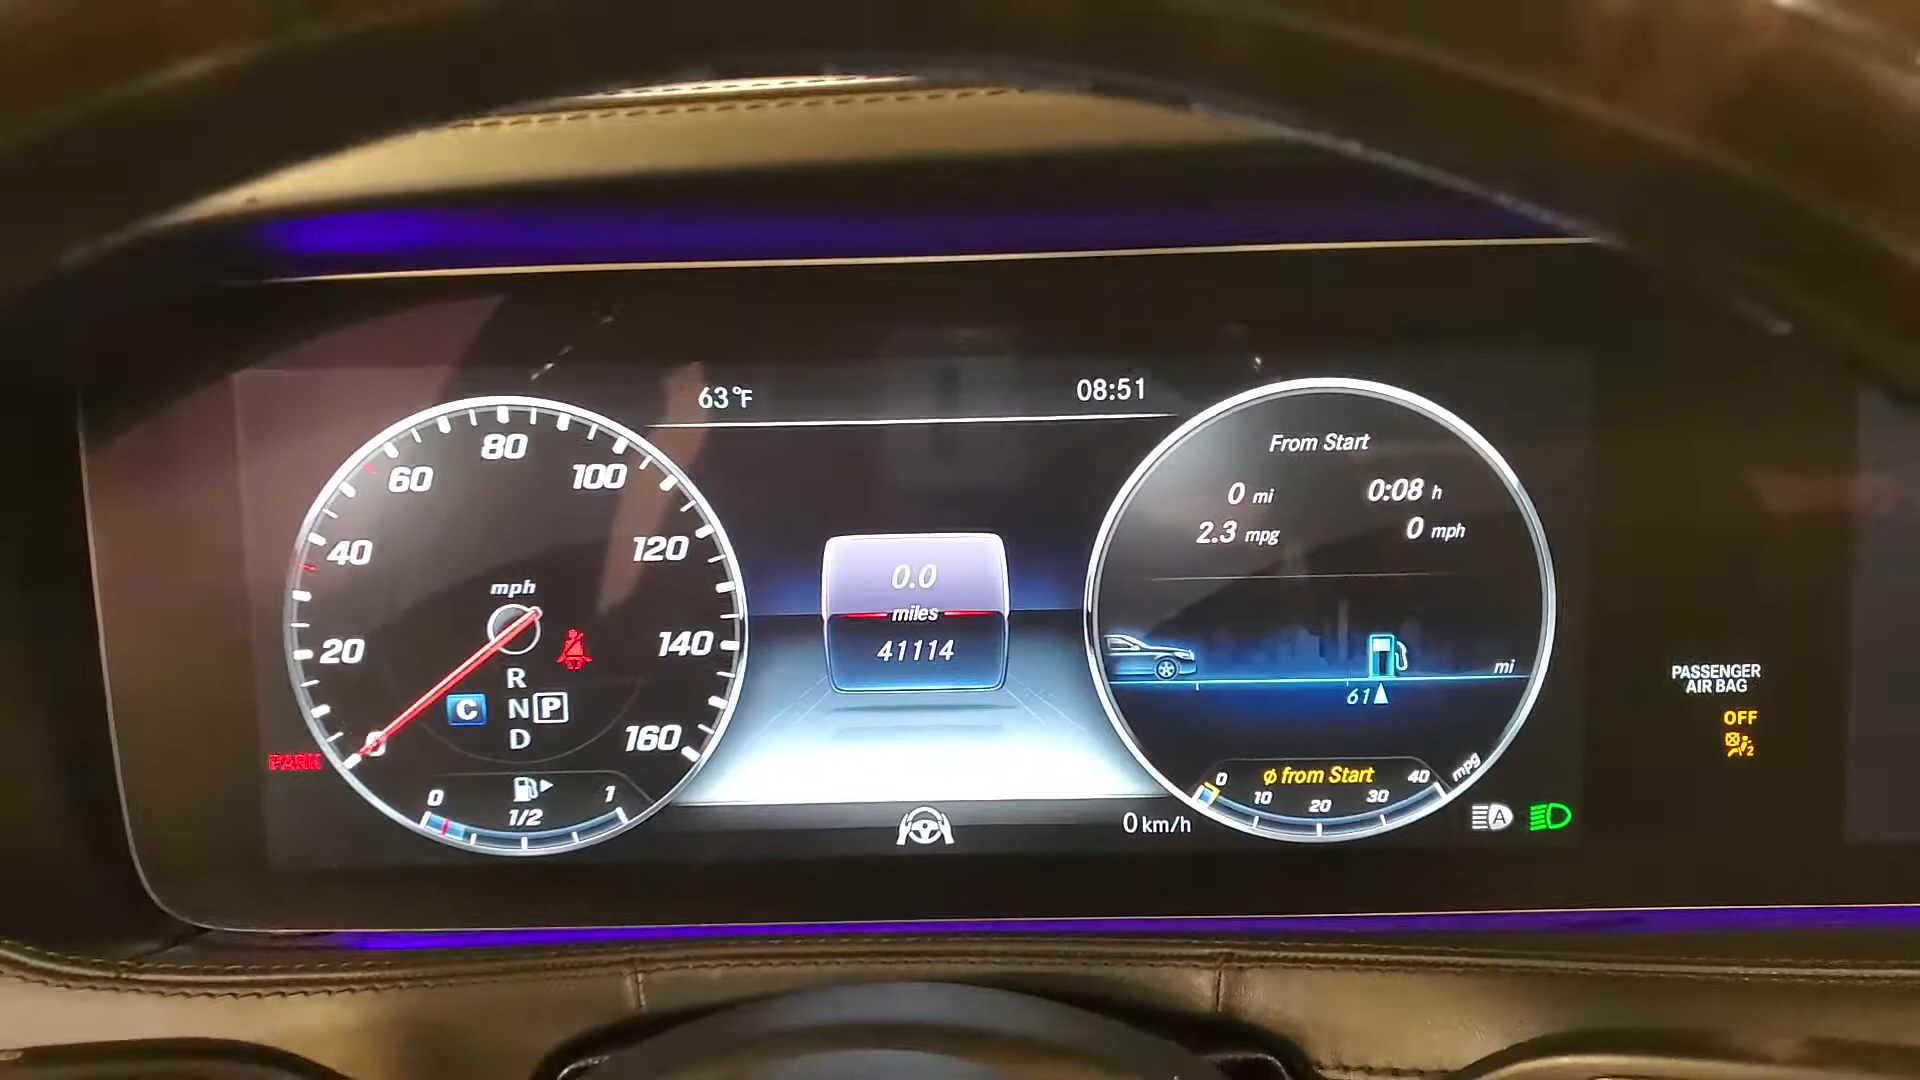 63°F
08:51
80
60
100
40
120
mph
20
140
R
C
N
P
D
0
160
PARK
0
1/2
1
0.0
miles
41114
From Start
0 mi
0:08 h
2.3 mpg
0 mph
mi
61
ø from Start
0
10
20
30
40
mpg
0 km/h
A
PASSENGER
AIR BAG
OFF
2